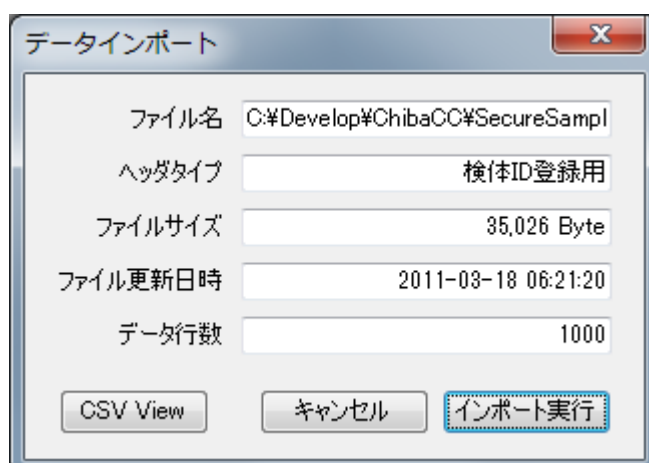 データインポート
ファイル名 C:¥Develop¥ChibaCC¥SecureSampl
ヘッダタイプ 検体ID登録用
ファイルサイズ 35,026 Byte
ファイル更新日時 2011-03-18 06:21:20
データ行数 1000
CSV View キャンセル インポート実行